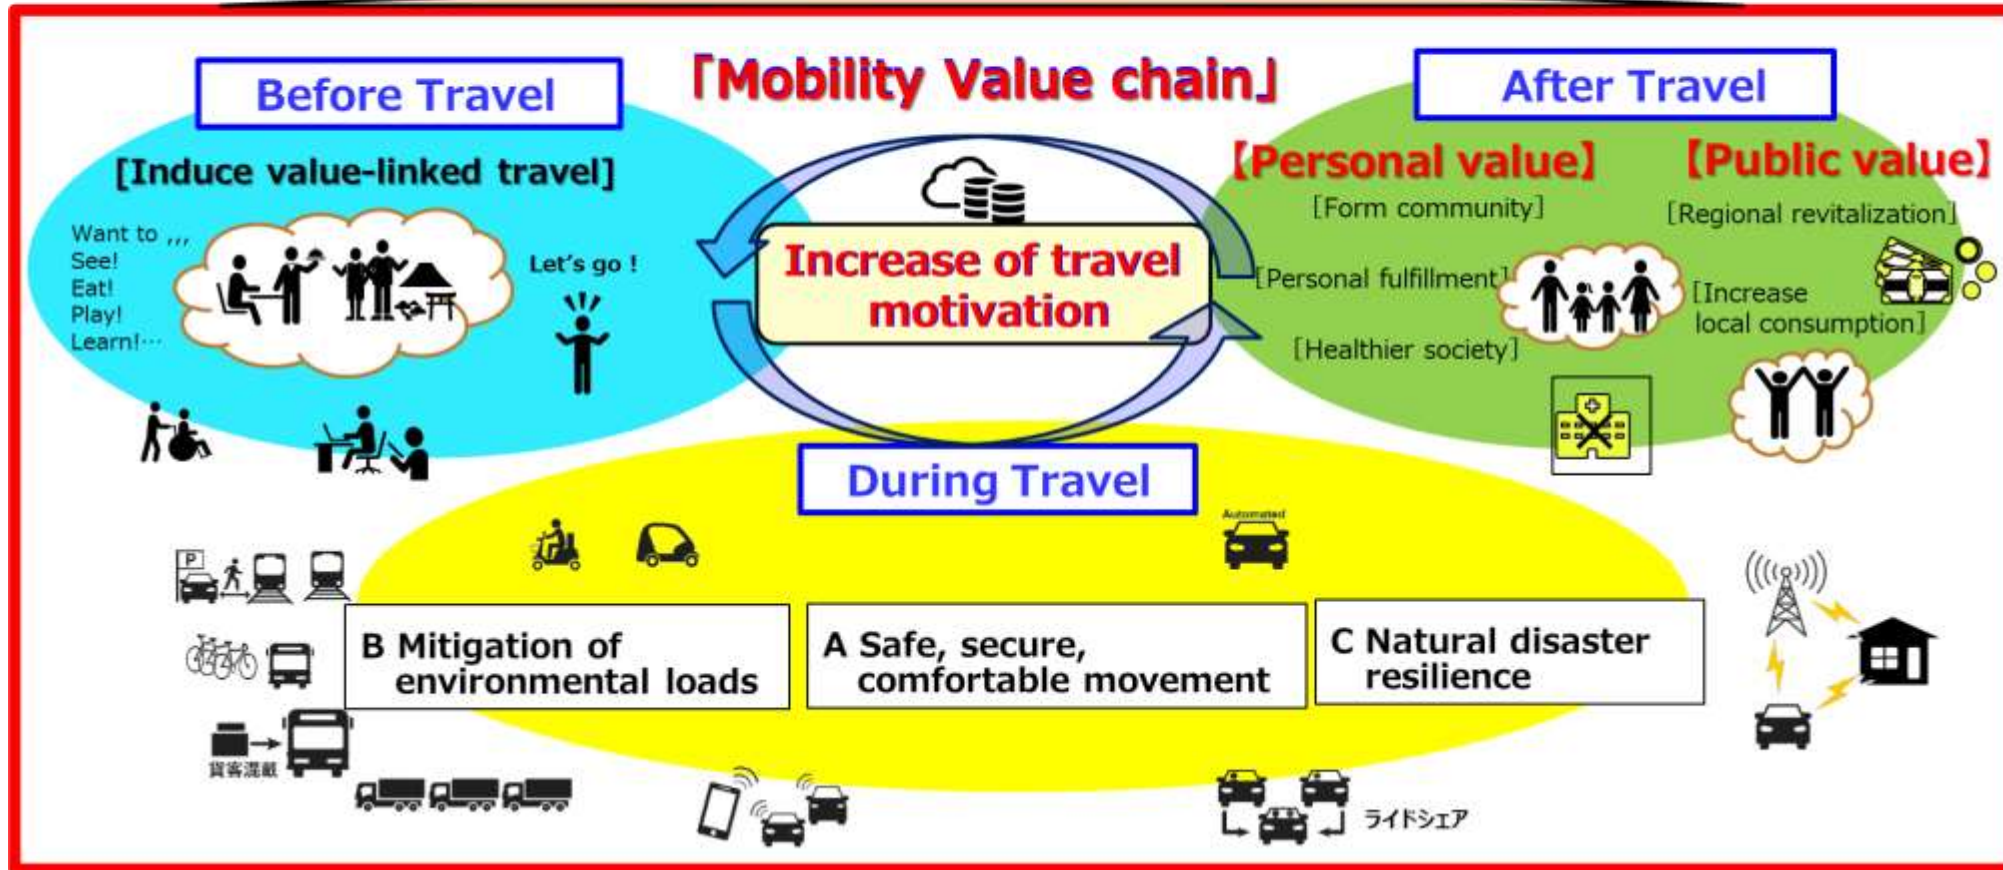 「Mobility Value chain」
Before Travel
[Induce value-linked travel]
Want to ,,,
See!
Eat!
Play!
Learn!…
Let's go !
Increase of travel
motivation
After Travel
【Personal value】
[Form community]
[Personal fulfillment]
[Healthier society]
【Public value】
[Regional revitalization]
[Increase
local consumption]
During Travel
Automated
P
B Mitigation of
environmental loads
A Safe, secure,
comfortable movement
C Natural disaster
resilience
貨客混載
ライドシェア